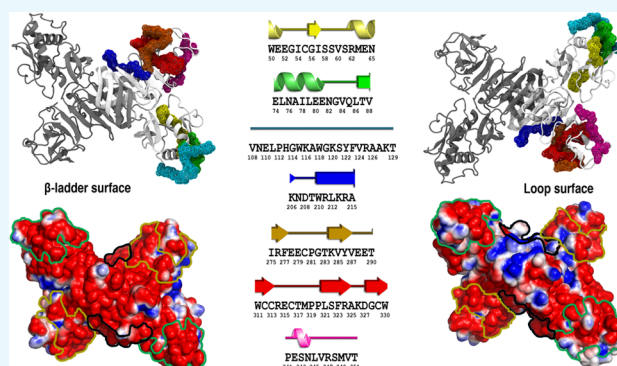 WEEGICGISSVSRMEN
50 52 54 56 58 60 62 65
ELNAILEENGVQLTV
74 76 78 80 82 84 86 88
VNELPHGWKAWGKSYFVRAAKT
108 110 112 114 116 118 120 122 124 126 129
KNDTWRLKRA
206 208 210 212 215
β-ladder surface
Loop surface
IRFEECPGTKVYVEET
275 277 279 281 283 285 287 290
WCCRECTMPPLSFRAKDGCW
311 313 315 317 319 321 323 325 327 330
PESNLVRSMVT